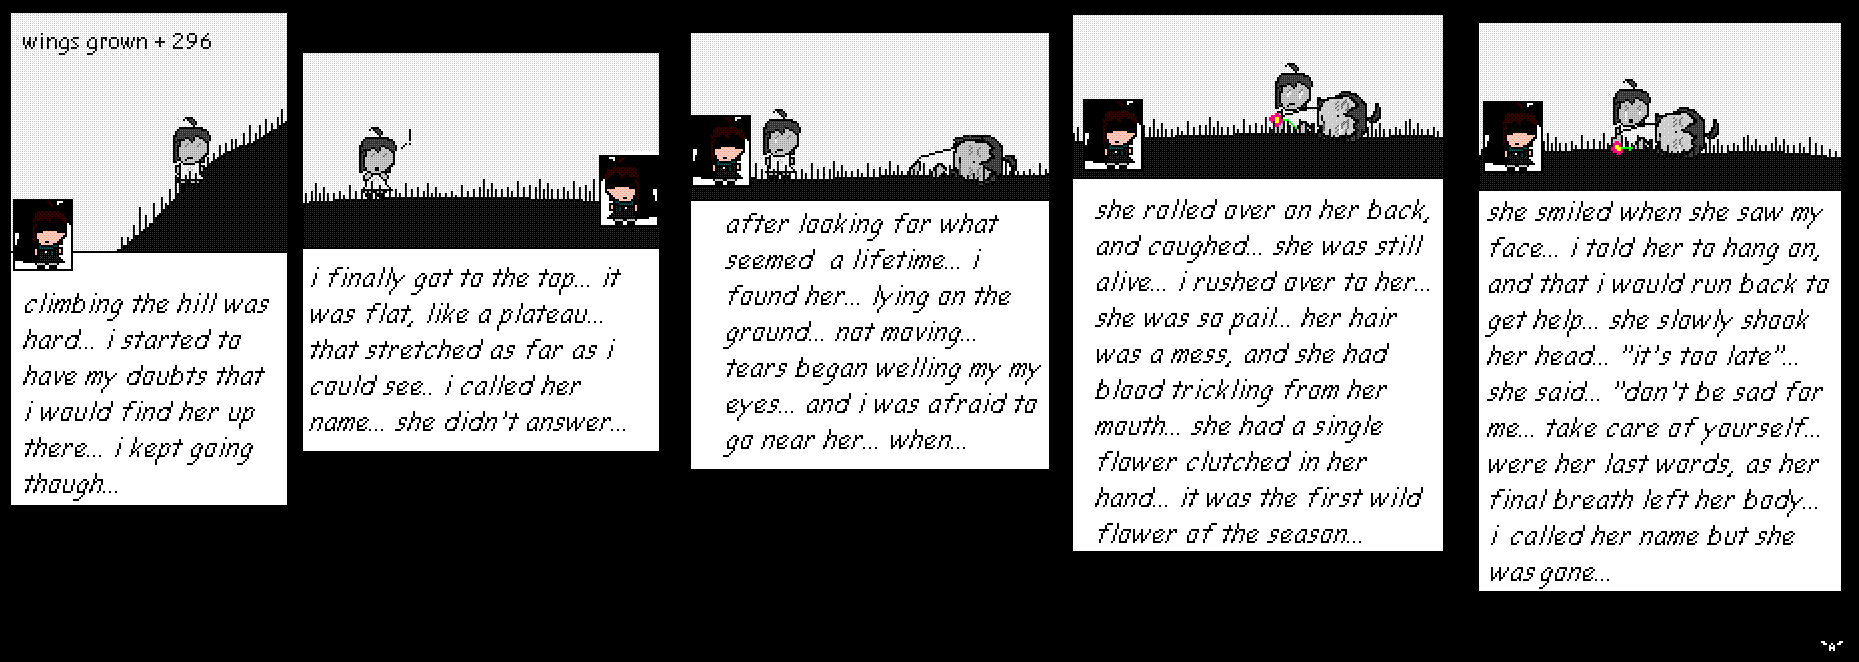 wings grown + 296
climbing the hill was
hard... i started to
have my doubts that
i would find her up
there... i kept going
though...
i finally got to the top... it
was flat, like a plateau...
that stretched as far as i
could see.. i called her
name... she didn't answer...
after looking for what
seemed a lifetime... i
found her... lying on the
ground... not moving...
tears began welling my my
eyes... and i was afraid to
go near her... when...
she rolled over on her back,
and coughed... she was still
alive... i rushed over to her...
she was so pail... her hair
was a mess, and she had
blood trickling from her
mouth... she had a single
flower clutched in her
hand... it was the first wild
flower of the season...
she smiled when she saw my
face... i told her to hang on,
and that i would run back to
get help... she slowly shook
her head... "it's too late"...
she said... "don't be sad for
me... take care of yourself...
were her last words, as her
final breath left her body...
i called her name but she
was gone...